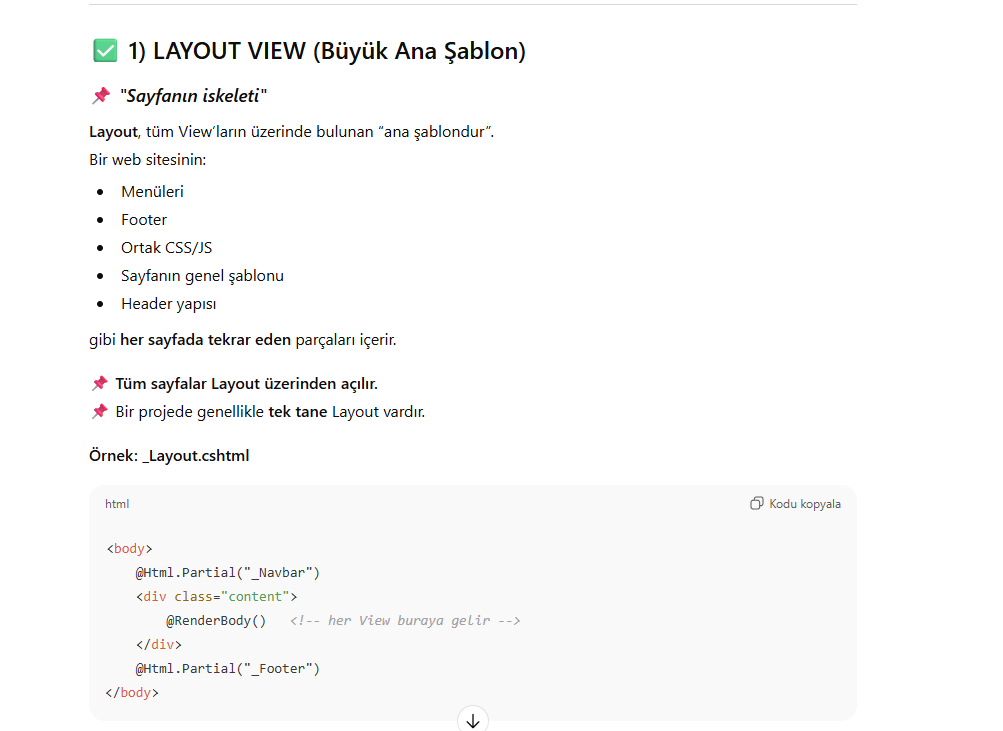 ✅ 1) LAYOUT VIEW (Büyük Ana Şablon)
📌 "Sayfanın iskeleti"
Layout, tüm View’ların üzerinde bulunan “ana şablondur”.
Bir web sitesinin:
• Menüleri
• Footer
• Ortak CSS/JS
• Sayfanın genel şablonu
• Header yapısı
gibi her sayfada tekrar eden parçaları içerir.
📌 Tüm sayfalar Layout üzerinden açılır.
📌 Bir projede genellikle tek tane Layout vardır.
Örnek: _Layout.cshtml
html Kodu kopyala
<body>
    @Html.Partial("_Navbar")
    <div class="content">
        @RenderBody()   <!-- her View buraya gelir -->
    </div>
    @Html.Partial("_Footer")
</body>